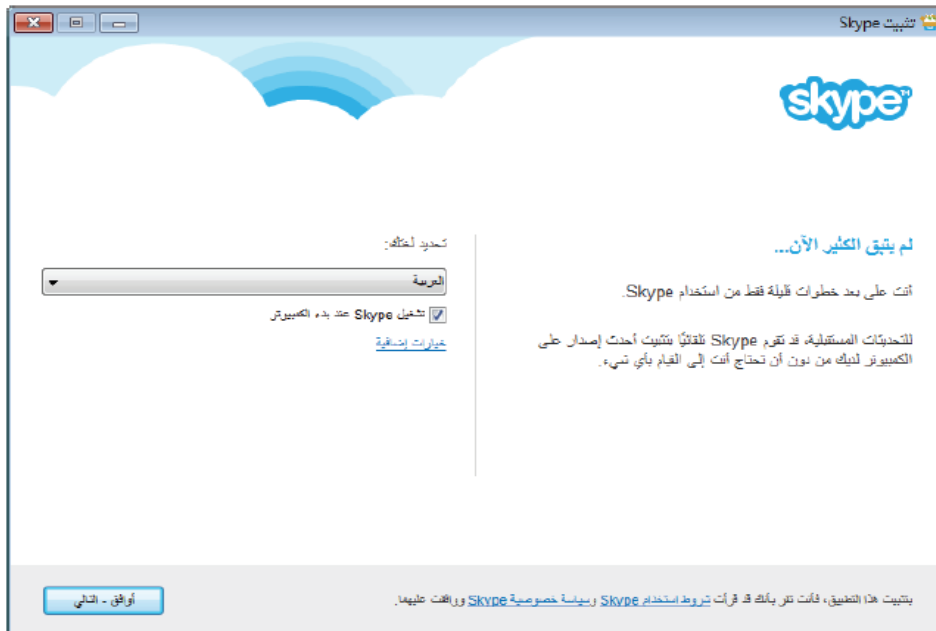 تثبيت Skype
skype™
لم يتبق الكثير الآن...
أنت على بعد خطوات قليلة فقط من استخدام Skype.
للتحديثات المستقبلية، قد تقوم Skype تلقائيًا بتثبيت أحدث إصدار على
الكمبيوتر لديك من دون أن تحتاج أنت إلى القيام بأي شيء.
تحديد لغتك:
العربية
تشغيل Skype عند بدء الكمبيوتر
خيارات إضافية
بتثبيت هذا التطبيق، فأنت تقر بأنك قد قرأت شروط استخدام Skype وسياسة خصوصية Skype ووافقت عليهما.
أوافق - التالي